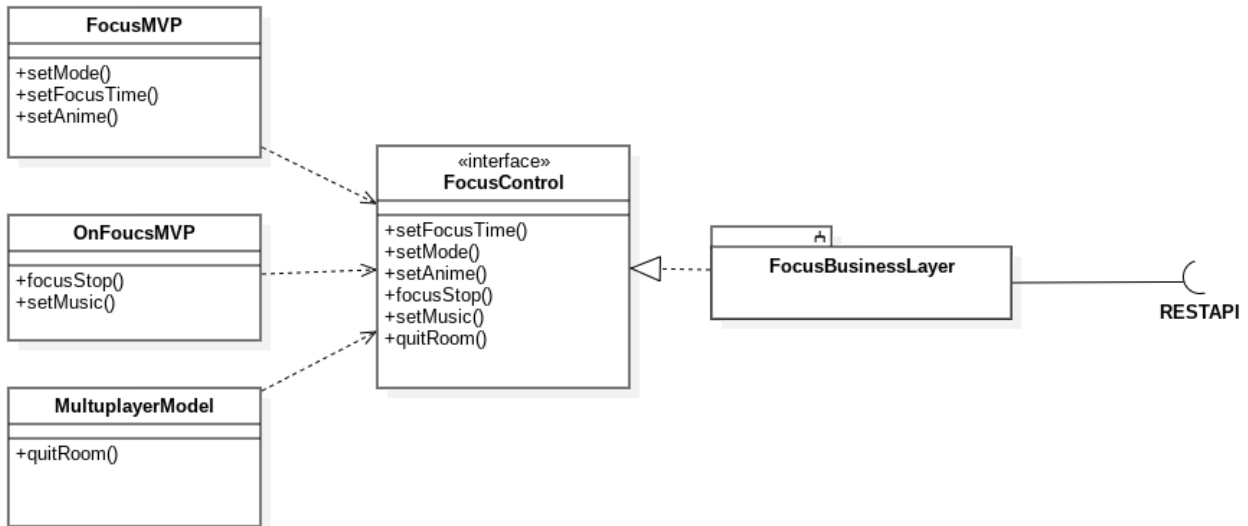 FocusMVP
+setMode()
+setFocusTime()
+setAnime()
OnFoucsMVP
+focusStop()
+setMusic()
MultuplayerModel
+quitRoom()
«interface»
FocusControl
+setFocusTime()
+setMode()
+setAnime()
+focusStop()
+setMusic()
+quitRoom()
FocusBusinessLayer
RESTAPI